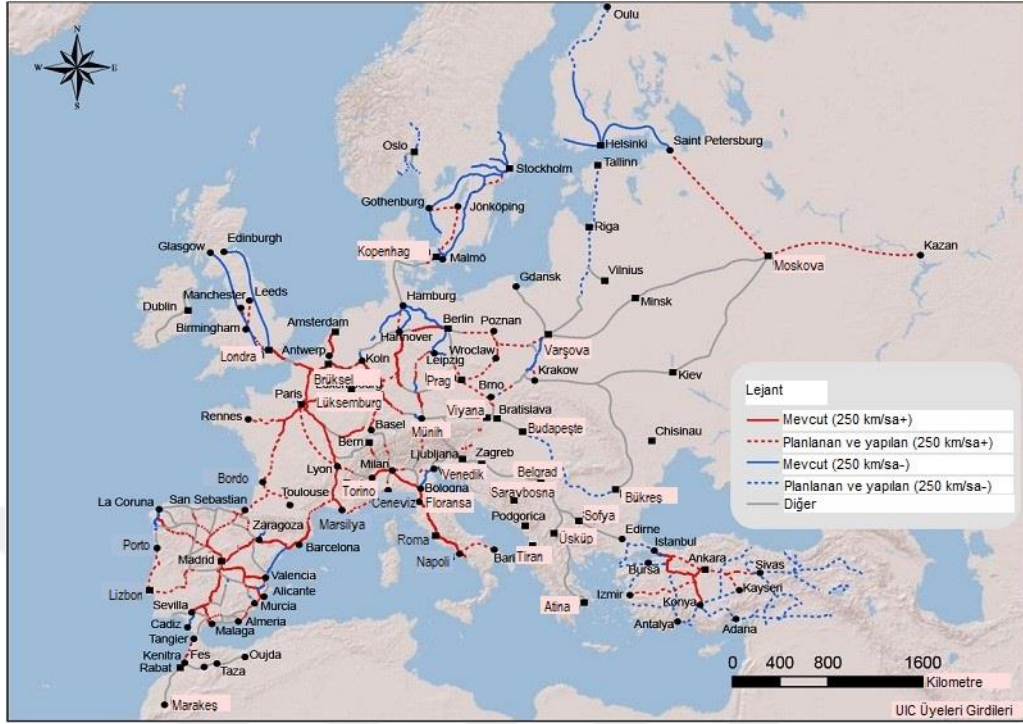 N
W
E
S
Oulu
Oslo
Helsinki
Saint Petersburg
Tallinn
Stockholm
Gothenburg
Jönköping
Riga
Kopenhag
Malmö
Moskova
Kazan
Glasgow
Edinburgh
Gdansk
Vilnius
Minsk
Manchester
Leeds
Dublin
Hamburg
Birmingham
Amsterdam
Hannover
Berlin
Poznan
Varşova
Londra
Antwerp
Koln
Leipzig
Wroclaw
Brüksel
Prag
Krakow
Kiev
Paris
Lüksemburg
Brno
Rennes
Basel
Viyana
Bratislava
Bern
Münih
Budapeşte
Chisinau
Ljubljana
Zagreb
Lyon
Milan
Venedik
Bordo
Torino
Belgrad
La Coruna
San Sebastian
Toulouse
Ceneviz
Bologna
Floransa
Saraybosna
Bükreş
Marsilya
Podgorica
Sofya
Porto
Zaragoza
Roma
Üsküp
Edirne
Istanbul
Madrid
Barcelona
Napoli
Bari
Tiran
Bursa
Ankara
Sivas
Lizbon
Valencia
Alicante
Izmir
Kayseri
Sevilla
Murcia
Atina
Konya
Cadiz
Almeria
Malaga
Antalya
Adana
Tangier
Kenitra
Fes
Oujda
Rabat
Taza
Marakeş
Lejant
Mevcut (250 km/sa+)
Planlanan ve yapılan (250 km/sa+)
Mevcut (250 km/sa-)
Planlanan ve yapılan (250 km/sa-)
Diğer
0 400 800 1600
Kilometre
UIC Üyeleri Girdileri